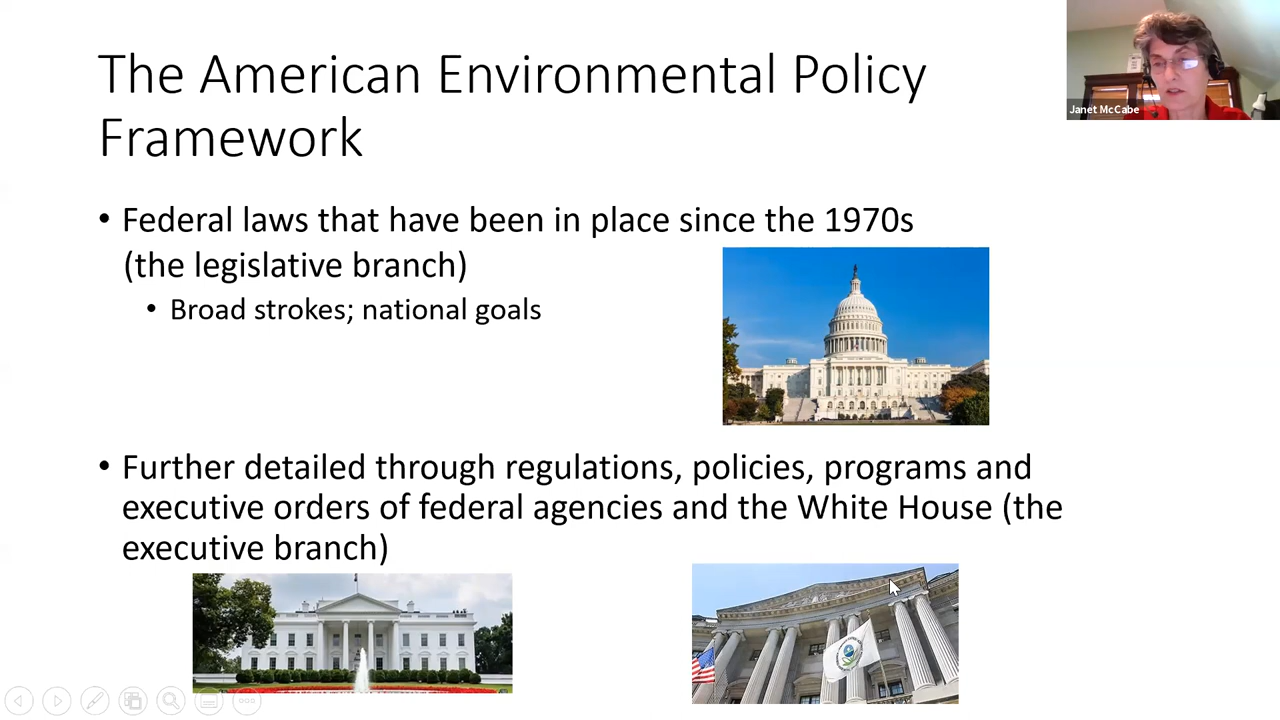 The American Environmental Policy
Framework
Janet McCabe
• Federal laws that have been in place since the 1970s
(the legislative branch)
• Broad strokes; national goals
• Further detailed through regulations, policies, programs and
executive orders of federal agencies and the White House (the
executive branch)